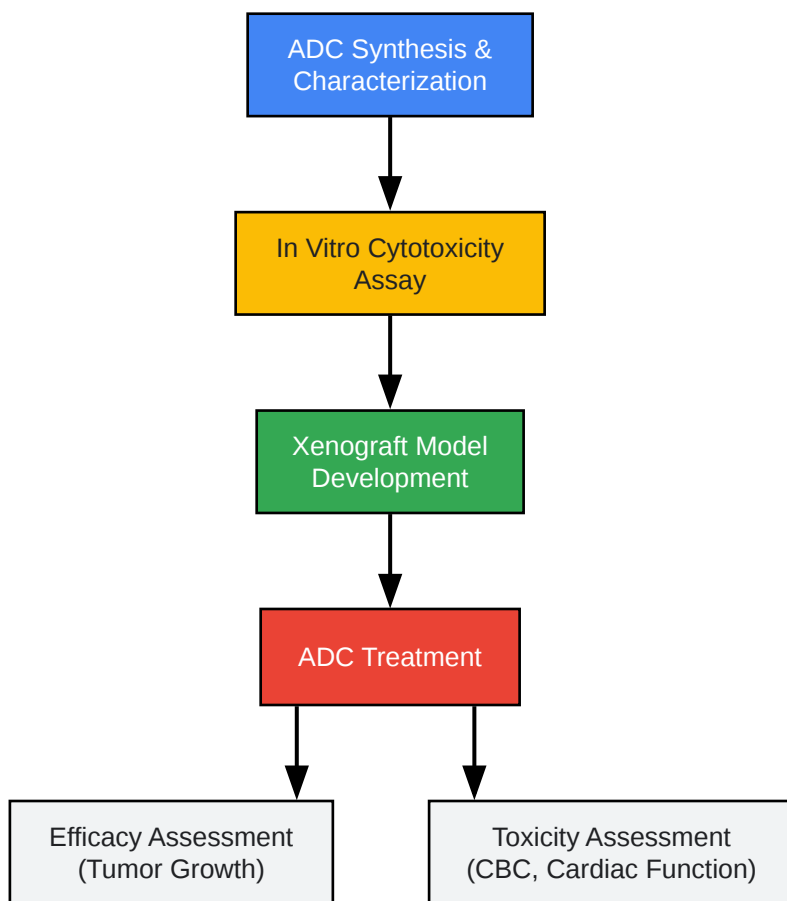 ADC Synthesis &
Characterization
In Vitro Cytotoxicity
Assay
Xenograft Model
Development
ADC Treatment
Efficacy Assessment
(Tumor Growth)
Toxicity Assessment
(CBC, Cardiac Function)